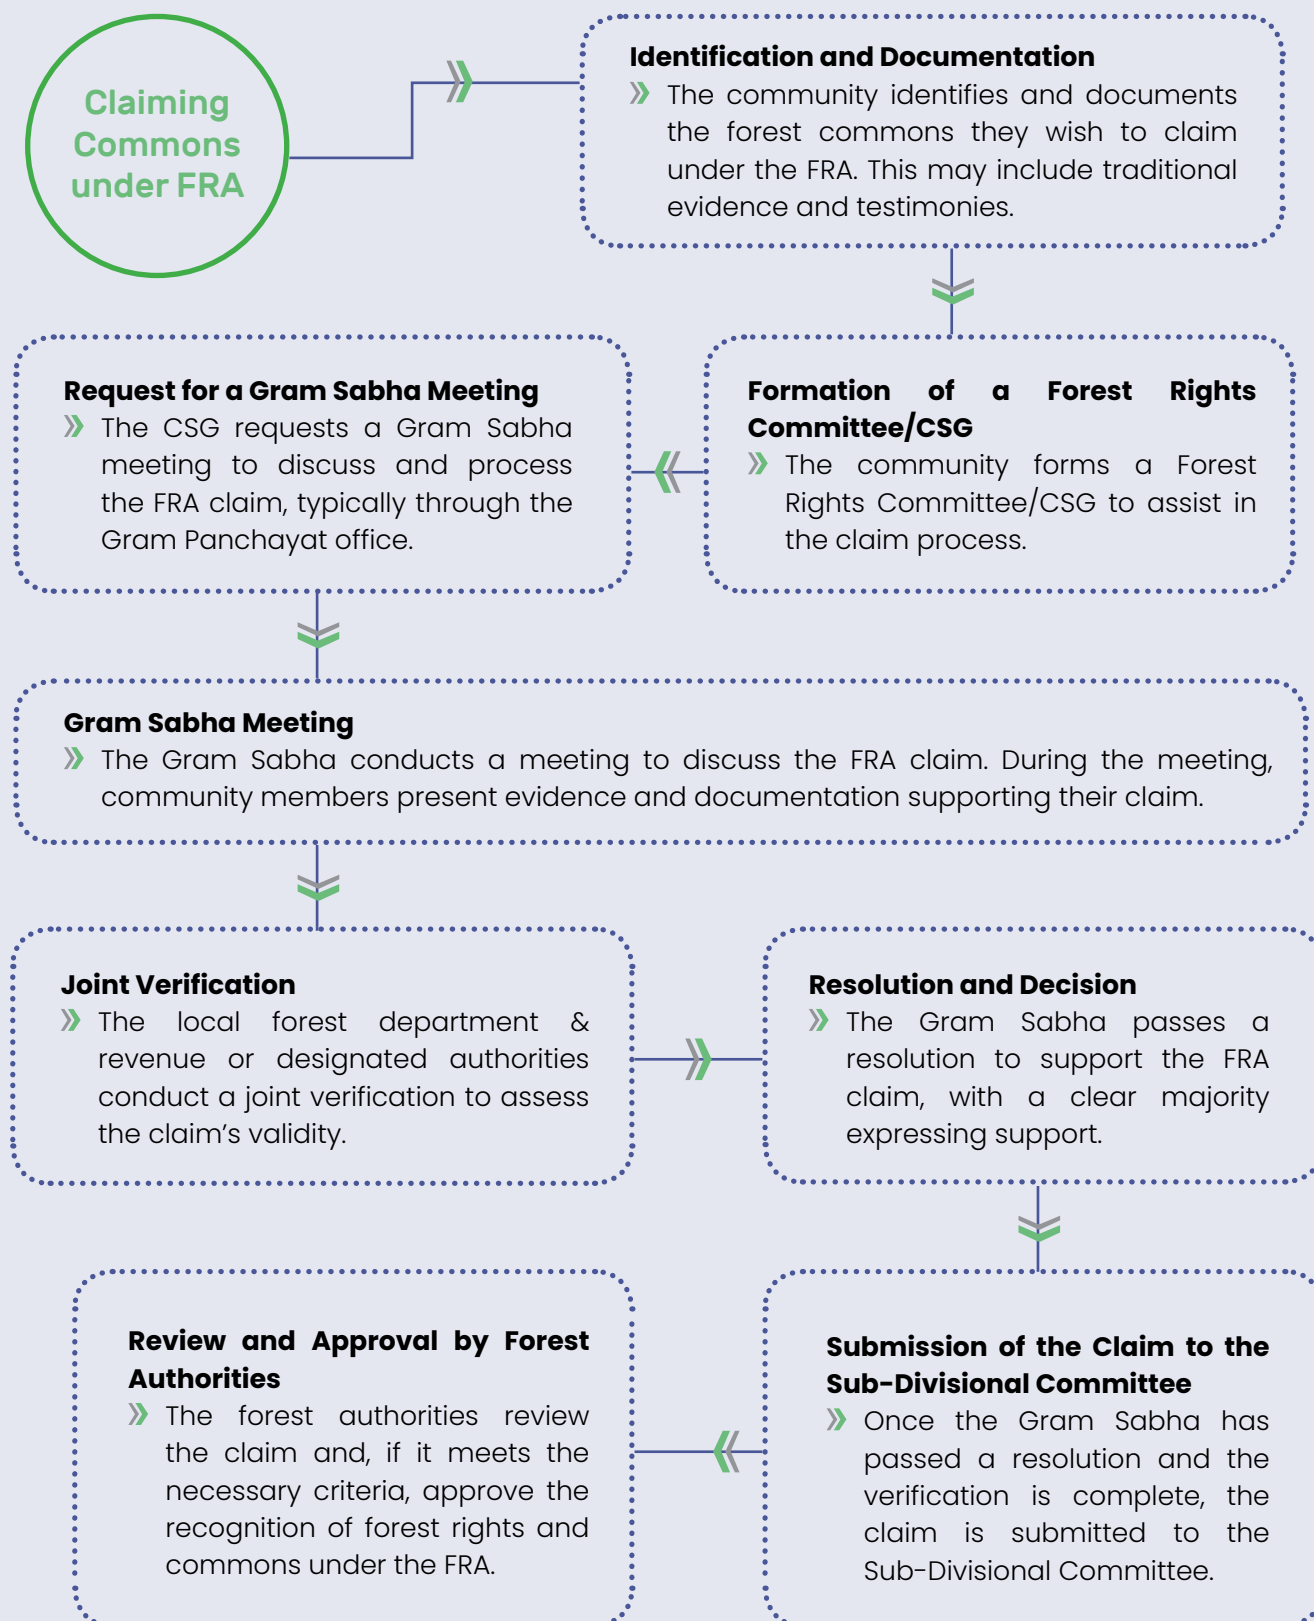 Claiming
Commons
under FRA
Identification and Documentation
The community identifies and documents
the forest commons they wish to claim
under the FRA. This may include traditional
evidence and testimonies.
Formation of a Forest Rights
Committee/CSG
The community forms a Forest
Rights Committee/CSG to assist in
the claim process.
Request for a Gram Sabha Meeting
The CSG requests a Gram Sabha
meeting to discuss and process
the FRA claim, typically through the
Gram Panchayat office.
Gram Sabha Meeting
The Gram Sabha conducts a meeting to discuss the FRA claim. During the meeting,
community members present evidence and documentation supporting their claim.
Joint Verification
The local forest department &
revenue or designated authorities
conduct a joint verification to assess
the claim's validity.
Resolution and Decision
The Gram Sabha passes a
resolution to support the FRA
claim, with a clear majority
expressing support.
Submission of the Claim to the
Sub-Divisional Committee
Once the Gram Sabha has
passed a resolution and the
verification is complete, the
claim is submitted to the
Sub-Divisional Committee.
Review and Approval by Forest
Authorities
The forest authorities review
the claim and, if it meets the
necessary criteria, approve the
recognition of forest rights and
commons under the FRA.